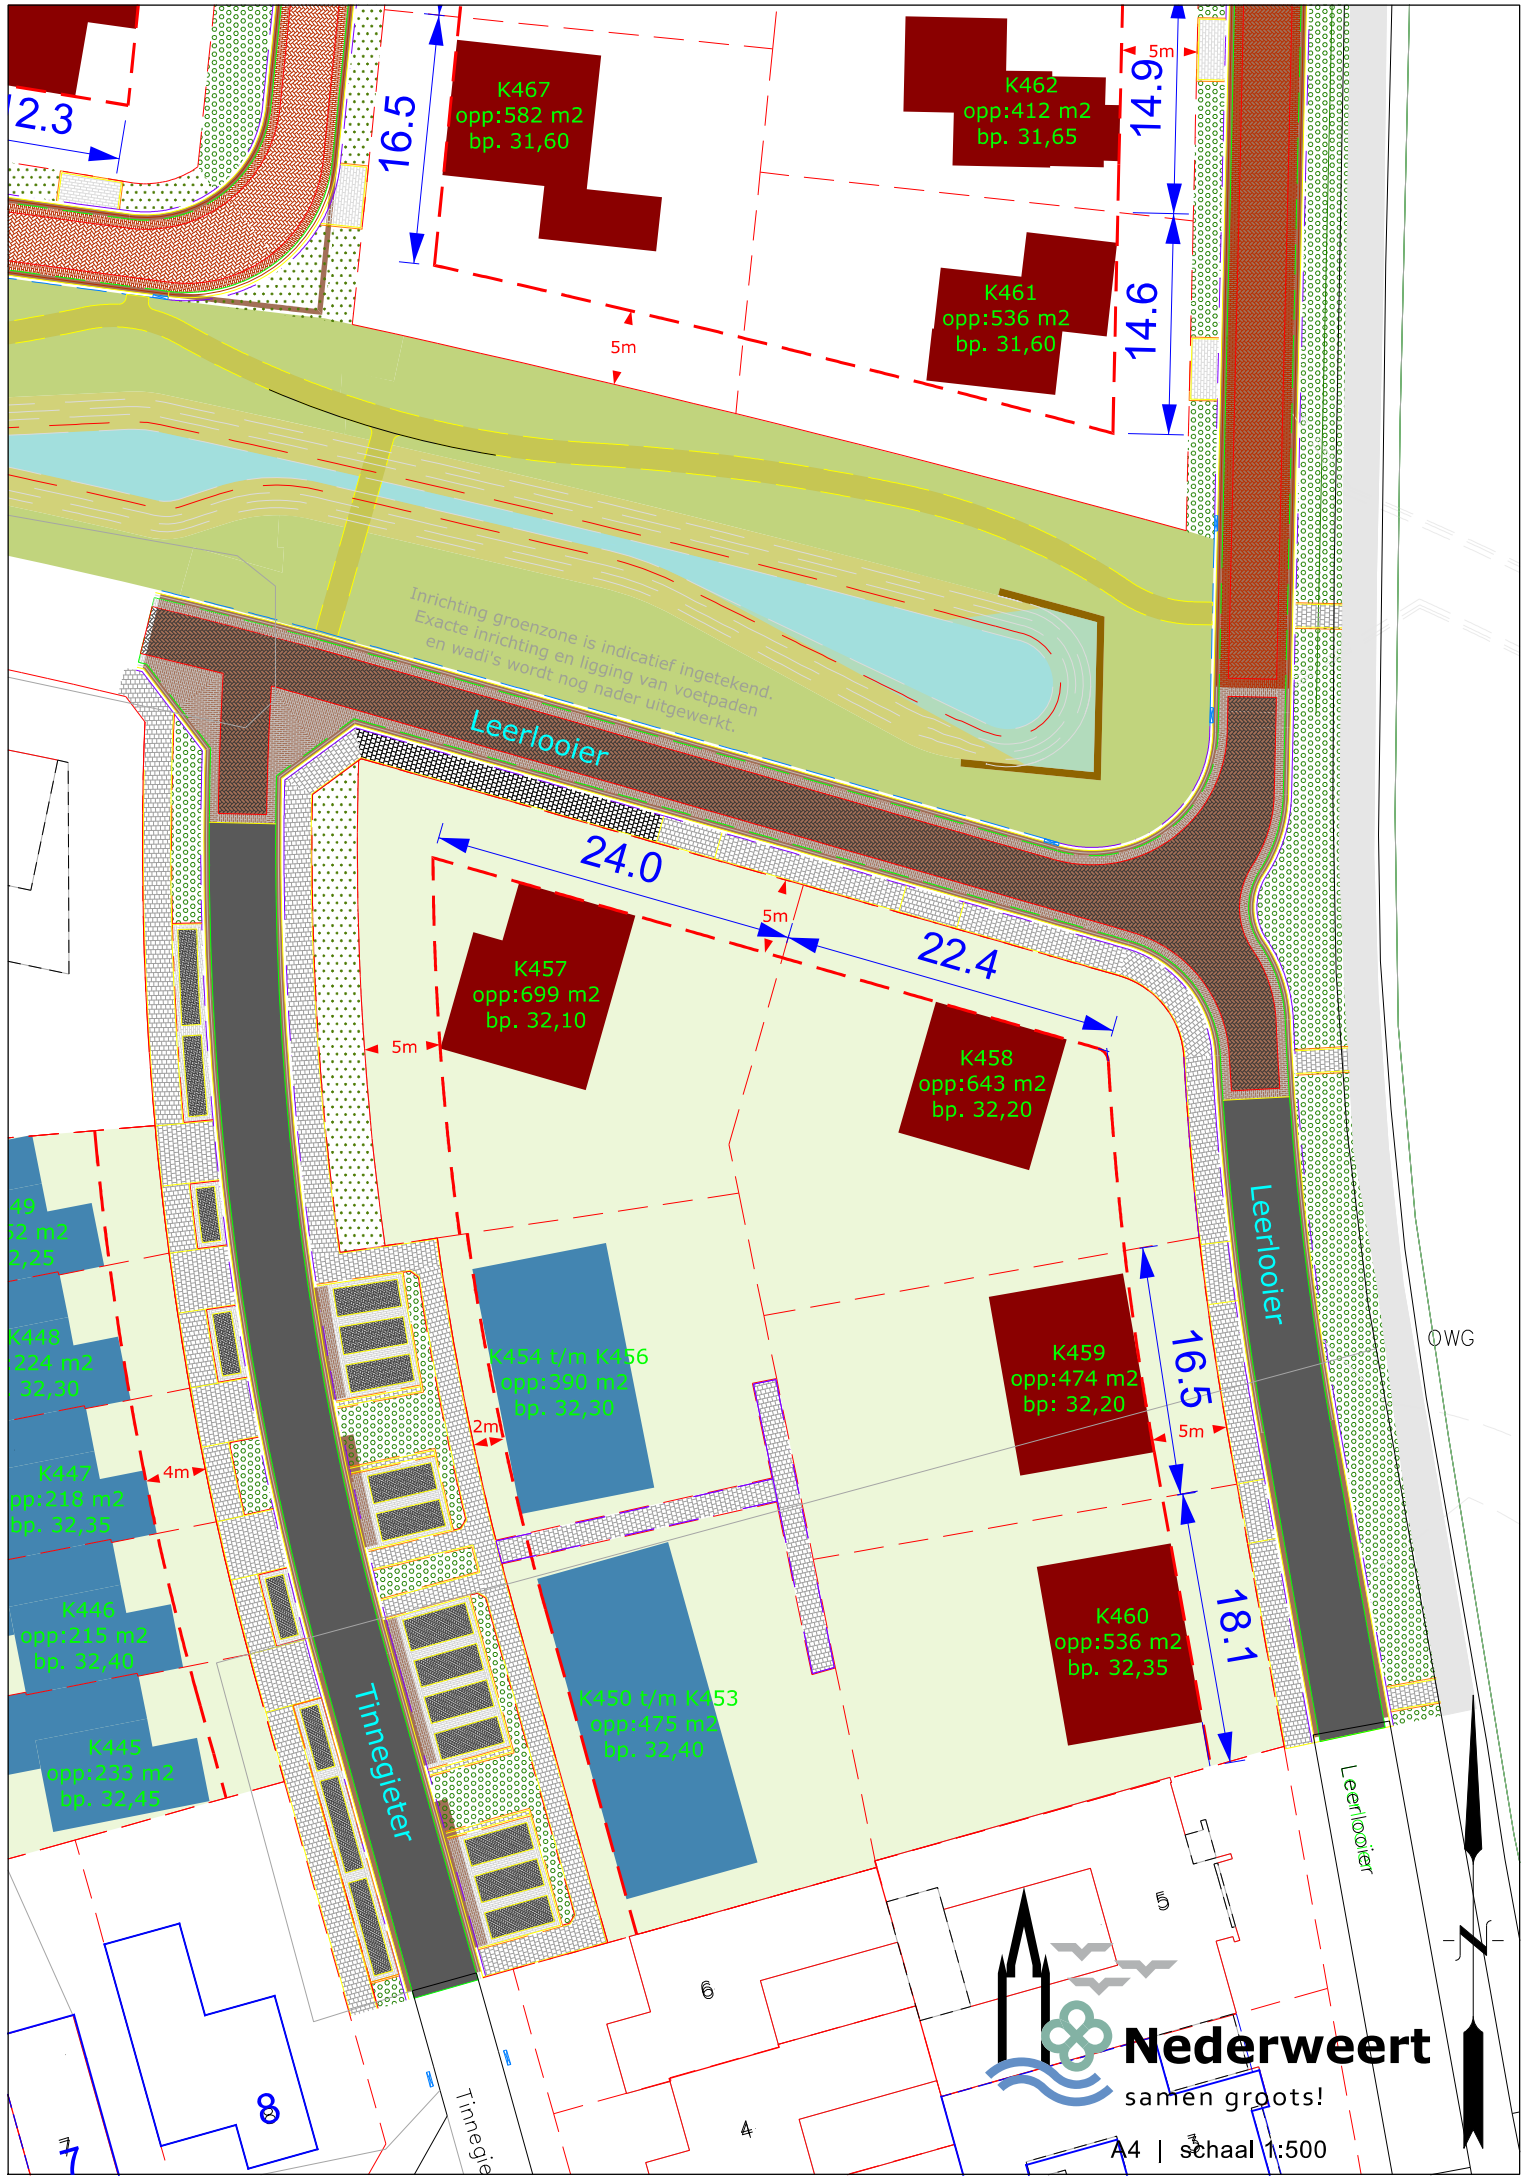 12.3
16.5
K467
opp:582 m2
bp. 31,60
K462
opp:412 m2
bp. 31,65
5m
14.9
K461
opp:536 m2
bp. 31,60
14.6
5m
Inrichting groenzone is indicatief ingetekend.
Exacte inrichting en ligging van voetpaden
en wadi's wordt nog nader uitgewerkt.
Leerlooier
24.0
5m
22.4
K457
opp:699 m2
bp. 32,10
5m
K458
opp:643 m2
bp. 32,20
Leerlooier
49
52 m2
2,25
K448
224 m2
32,30
K454 t/m K456
opp:390 m2
bp. 32,30
2m
K459
opp:474 m2
bp: 32,20
16.5
5m
OWG
K447
pp:218 m2
bp. 32,35
4m
K446
opp:215 m2
bp. 32,40
K460
opp:536 m2
bp. 32,35
18.1
K450 t/m K453
opp:475 m2
bp. 32,40
K445
opp:233 m2
bp. 32,45
Tinnegieter
Leerlooier
5
6
N
8
7
4
Tinnegie
Nederweert
samen groots!
3
A4 | schaal 1:500